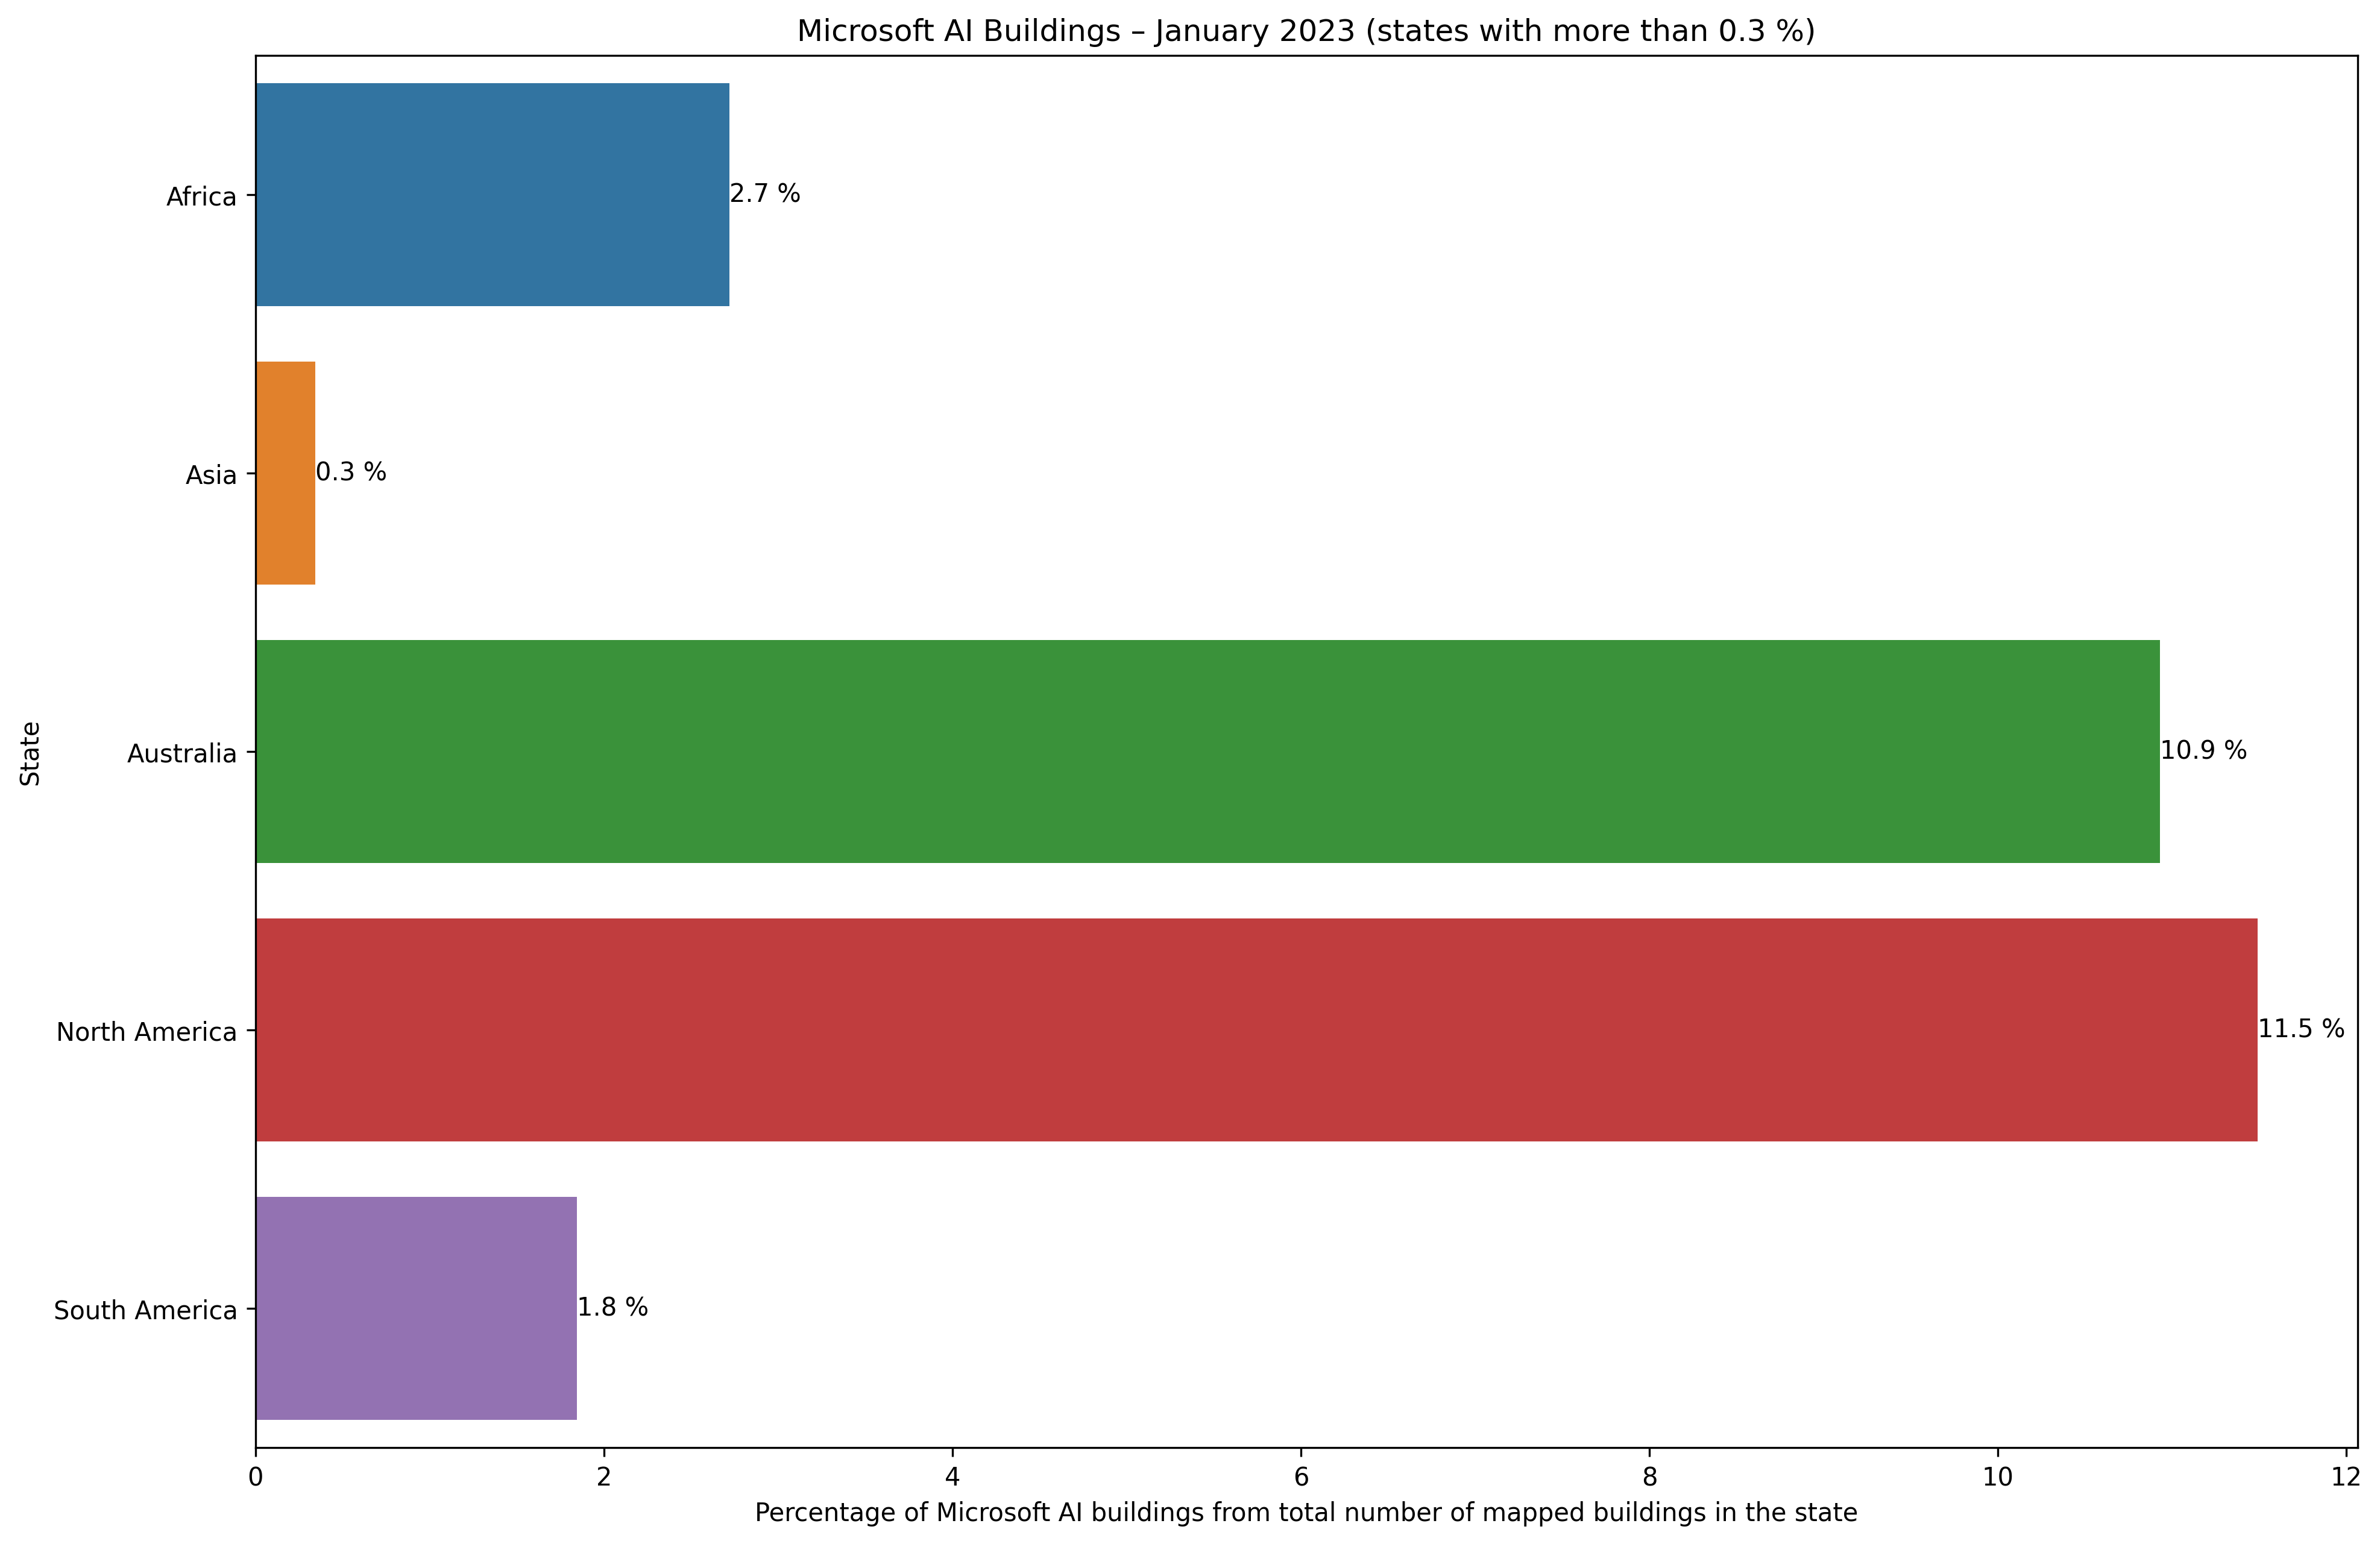 Microsoft AI Buildings – January 2023 (states with more than 0.3 %)
State
Africa
2.7 %
Asia
0.3 %
Australia
10.9 %
North America
11.5 %
South America
1.8 %
0 2 4 6 8 10 12
Percentage of Microsoft AI buildings from total number of mapped buildings in the state